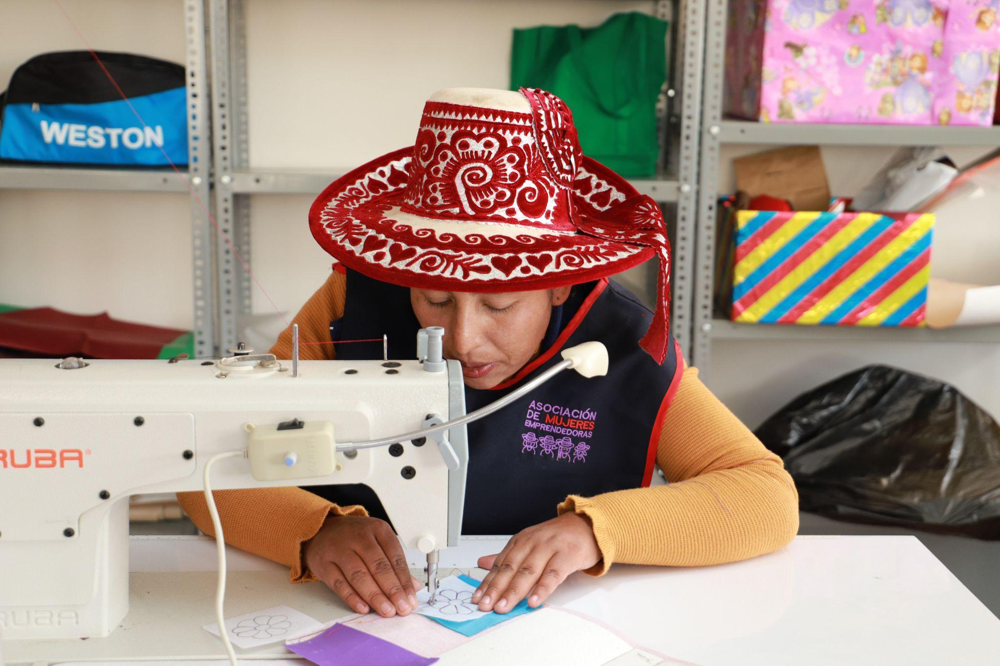 WESTON
ASOCIACIÓN
DE MUJERES
EMPRENDEDORAS
RUBA®
RUBA